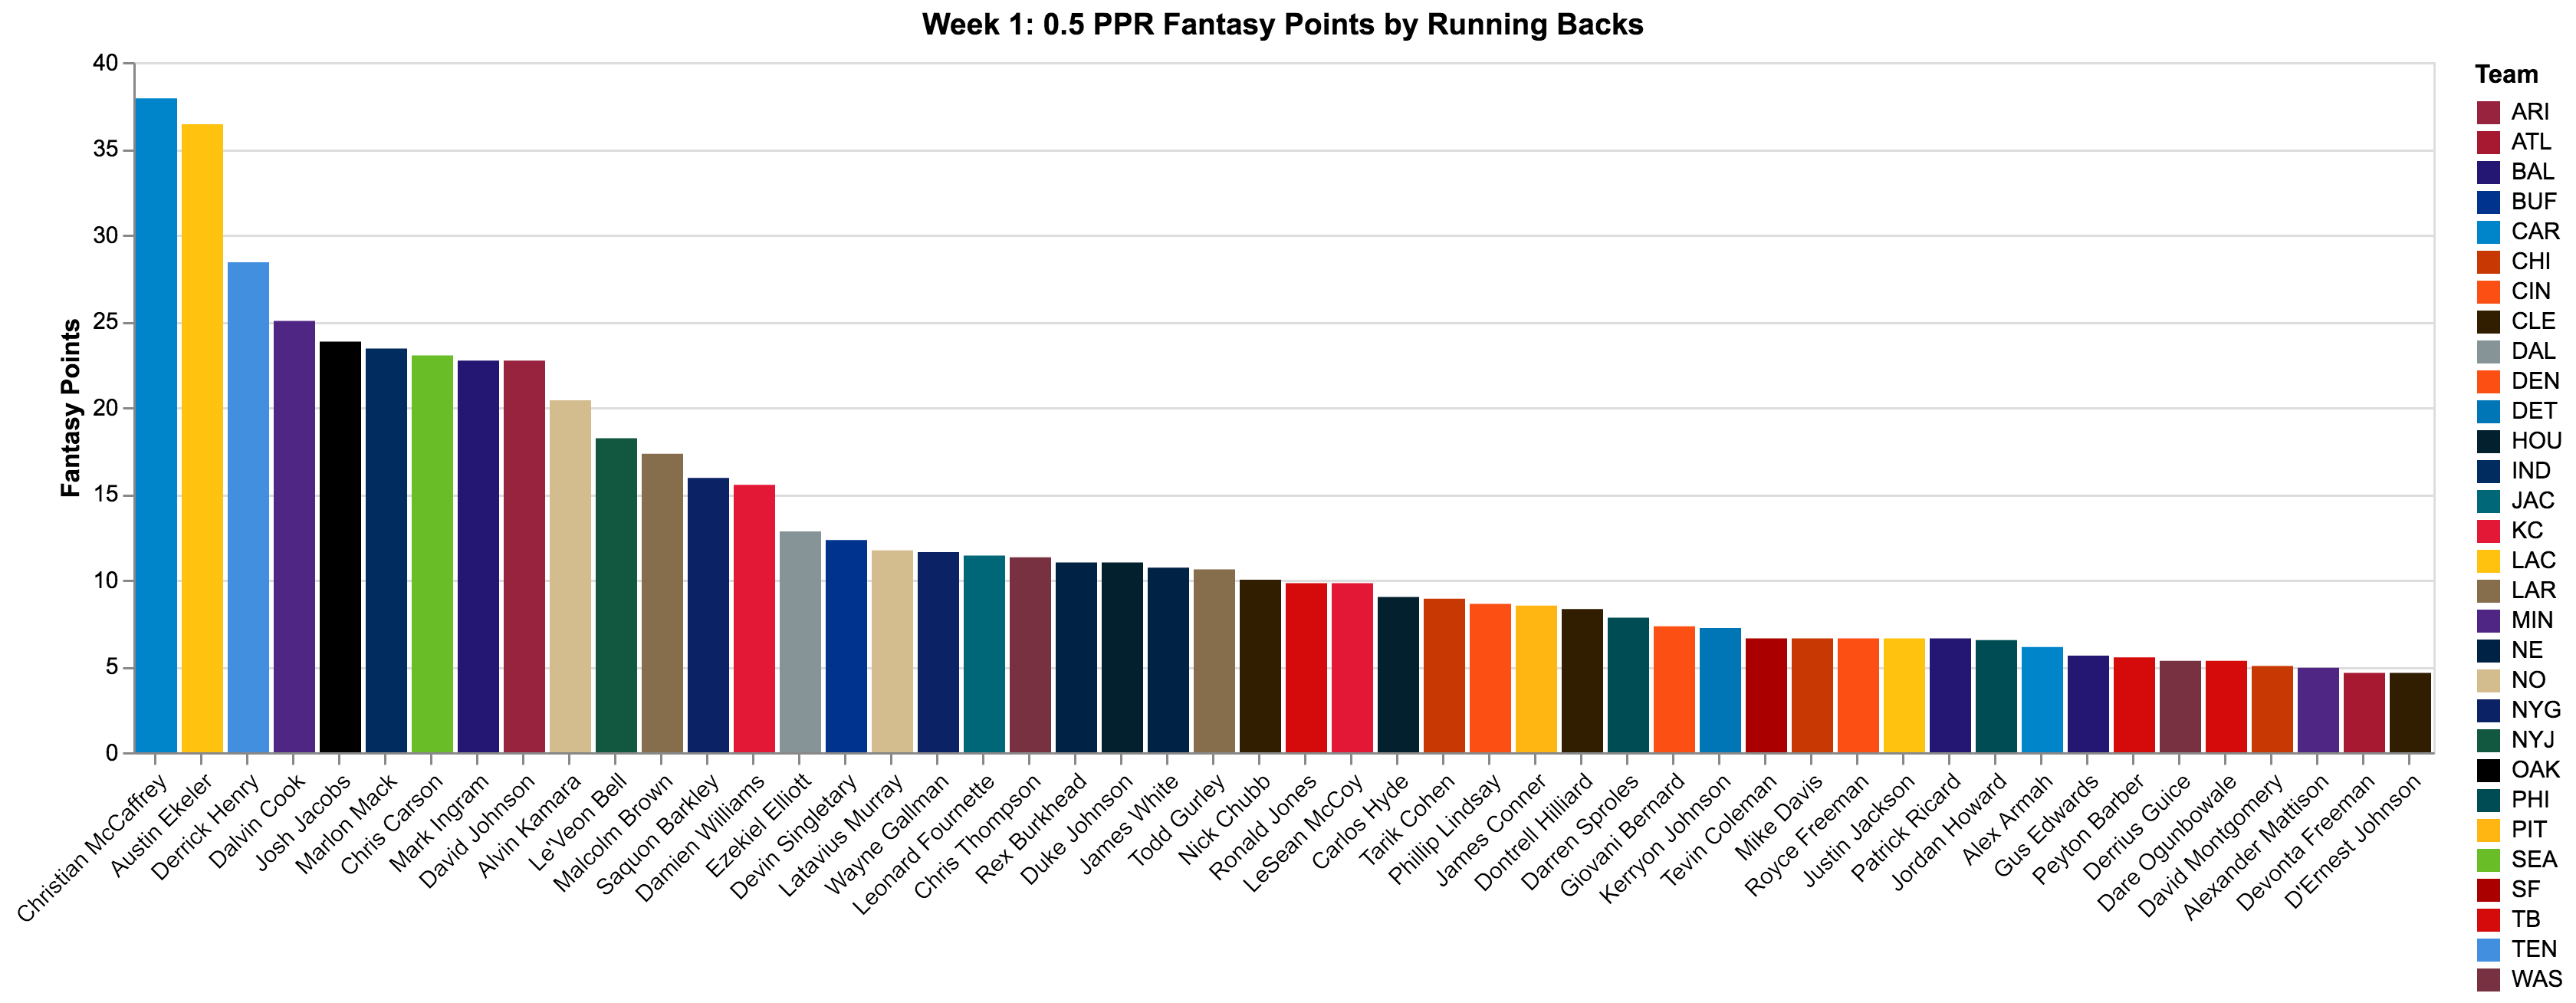 Week 1: 0.5 PPR Fantasy Points by Running Backs
Fantasy Points
40
35
30
25
20
15
10
5
0
Christian McCaffrey
Austin Ekeler
Derrick Henry
Dalvin Cook
Josh Jacobs
Marlon Mack
Chris Carson
Mark Ingram
David Johnson
Alvin Kamara
Le'Veon Bell
Malcolm Brown
Saquon Barkley
Damien Williams
Ezekiel Elliott
Devin Singletary
Latavius Murray
Wayne Gallman
Leonard Fournette
Chris Thompson
Rex Burkhead
Duke Johnson
James White
Todd Gurley
Nick Chubb
Ronald Jones
LeSean McCoy
Carlos Hyde
Tarik Cohen
Phillip Lindsay
James Conner
Dontrell Hilliard
Darren Sproles
Giovani Bernard
Kerryon Johnson
Tevin Coleman
Mike Davis
Royce Freeman
Justin Jackson
Patrick Ricard
Jordan Howard
Alex Armah
Gus Edwards
Peyton Barber
Derrius Guice
Dare Ogunbowale
David Montgomery
Alexander Mattison
Devonta Freeman
D'Ernest Johnson
Team
ARI
ATL
BAL
BUF
CAR
CHI
CIN
CLE
DAL
DEN
DET
HOU
IND
JAC
KC
LAC
LAR
MIN
NE
NO
NYG
NYJ
OAK
PHI
PIT
SEA
SF
TB
TEN
WAS